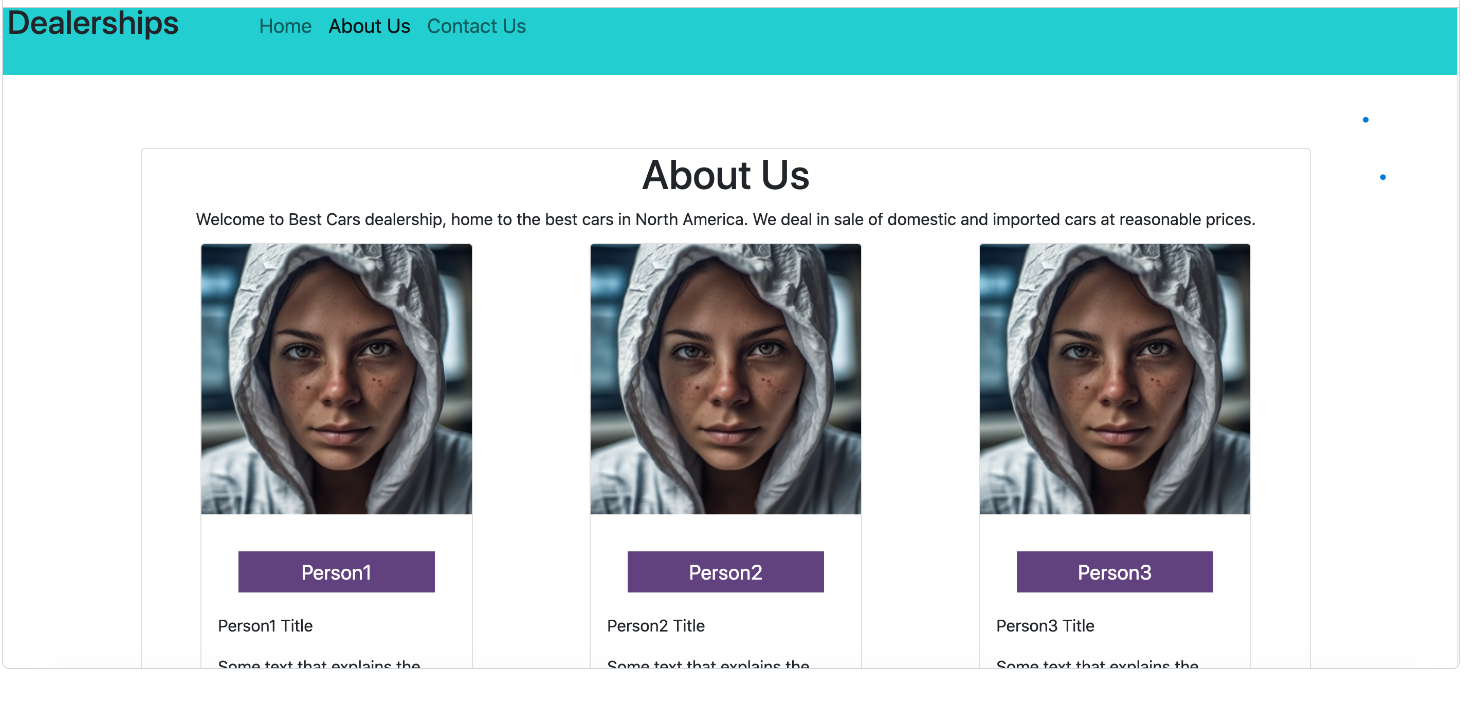 Dealerships Home About Us Contact Us
About Us
Welcome to Best Cars dealership, home to the best cars in North America. We deal in sale of domestic and imported cars at reasonable prices.
Person1 Person2 Person3
Person1 Title Person2 Title Person3 Title
Some text that explains the Some text that explains the Some text that explains the